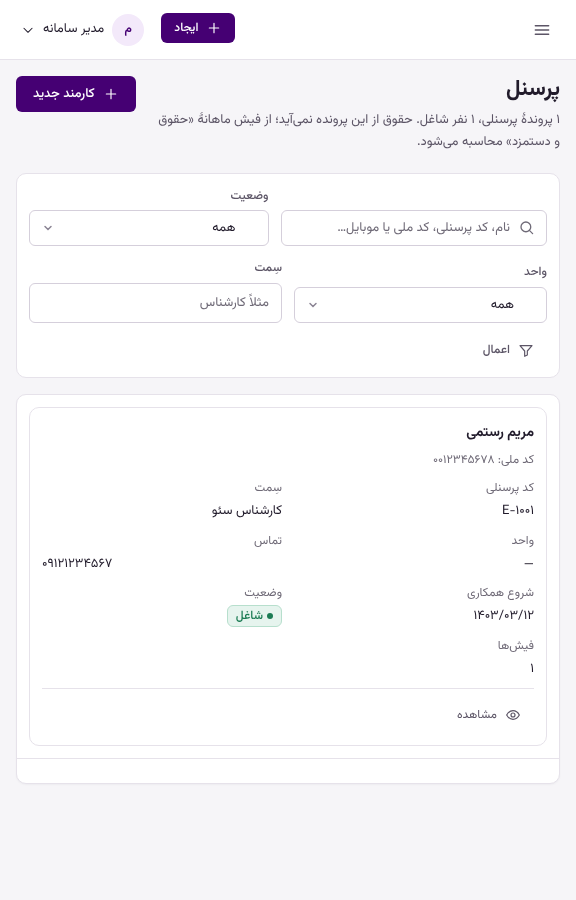 ایجاد
م
مدیر سامانه
پرسنل
۱ پروندهٔ پرسنلی، ۱ نفر شاغل. حقوق از این پرونده نمی‌آید؛ از فیش ماهانهٔ «حقوق
و دستمزد» محاسبه می‌شود.
کارمند جدید
وضعیت
نام، کد پرسنلی، کد ملی یا موبایل…
همه
واحد
سِمت
همه
مثلاً کارشناس
اعمال
مریم رستمی
کد ملی: ۰۰۱۲۳۴۵۶۷۸
کد پرسنلی
سِمت
E-۱۰۰۱
کارشناس سئو
واحد
تماس
—
۰۹۱۲۱۲۳۴۵۶۷
شروع همکاری
وضعیت
۱۴۰۳/۰۳/۱۲
شاغل
فیش‌ها
۱
مشاهده